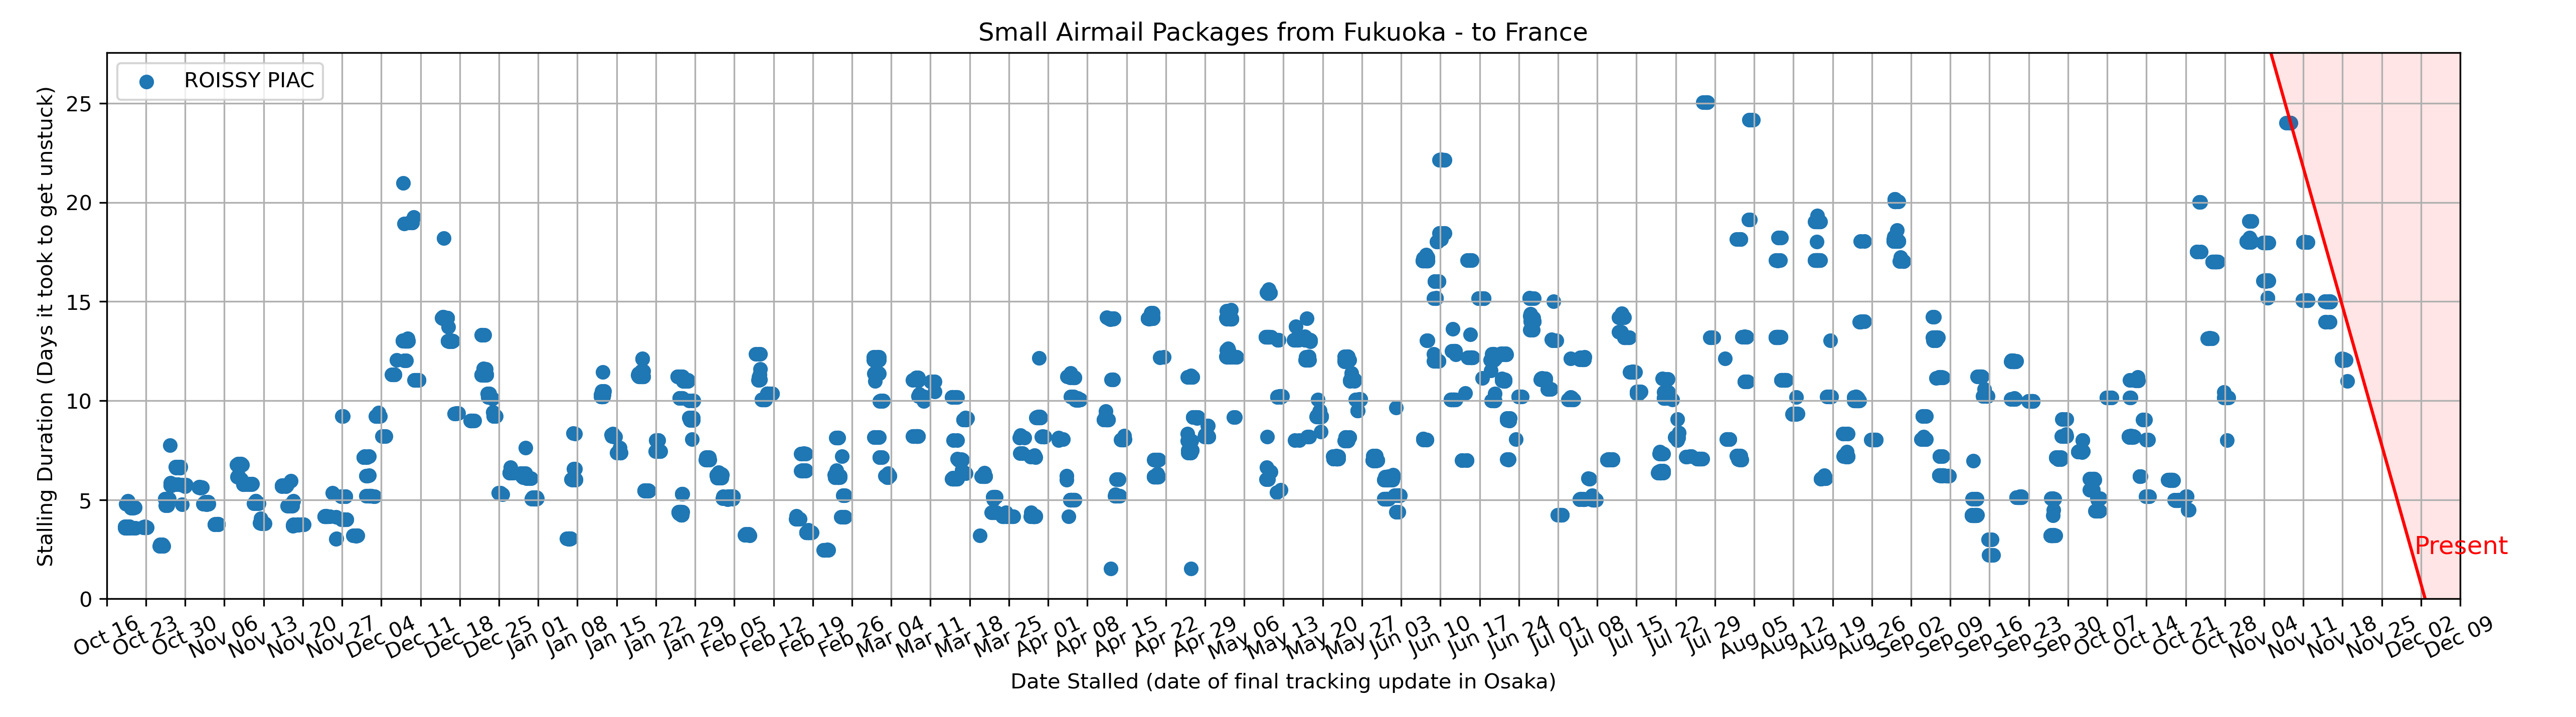 Small Airmail Packages from Fukuoka - to France
ROISSY PIAC
Stalling Duration (Days it took to get unstuck)
25
20
15
10
5
0
Present
Oct 16 Oct 23 Oct 30 Nov 06 Nov 13 Nov 20 Nov 27 Dec 04 Dec 11 Dec 18 Dec 25 Jan 01 Jan 08 Jan 15 Jan 22 Jan 29 Feb 05 Feb 12 Feb 19 Feb 26 Mar 04 Mar 11 Mar 18 Mar 25 Apr 01 Apr 08 Apr 15 Apr 22 Apr 29 May 06 May 13 May 20 May 27 Jun 03 Jun 10 Jun 17 Jun 24 Jul 01 Jul 08 Jul 15 Jul 22 Jul 29 Aug 05 Aug 12 Aug 19 Aug 26 Sep 02 Sep 09 Sep 16 Sep 23 Sep 30 Oct 07 Oct 14 Oct 21 Oct 28 Nov 04 Nov 11 Nov 18 Nov 25 Dec 02 Dec 09
Date Stalled (date of final tracking update in Osaka)